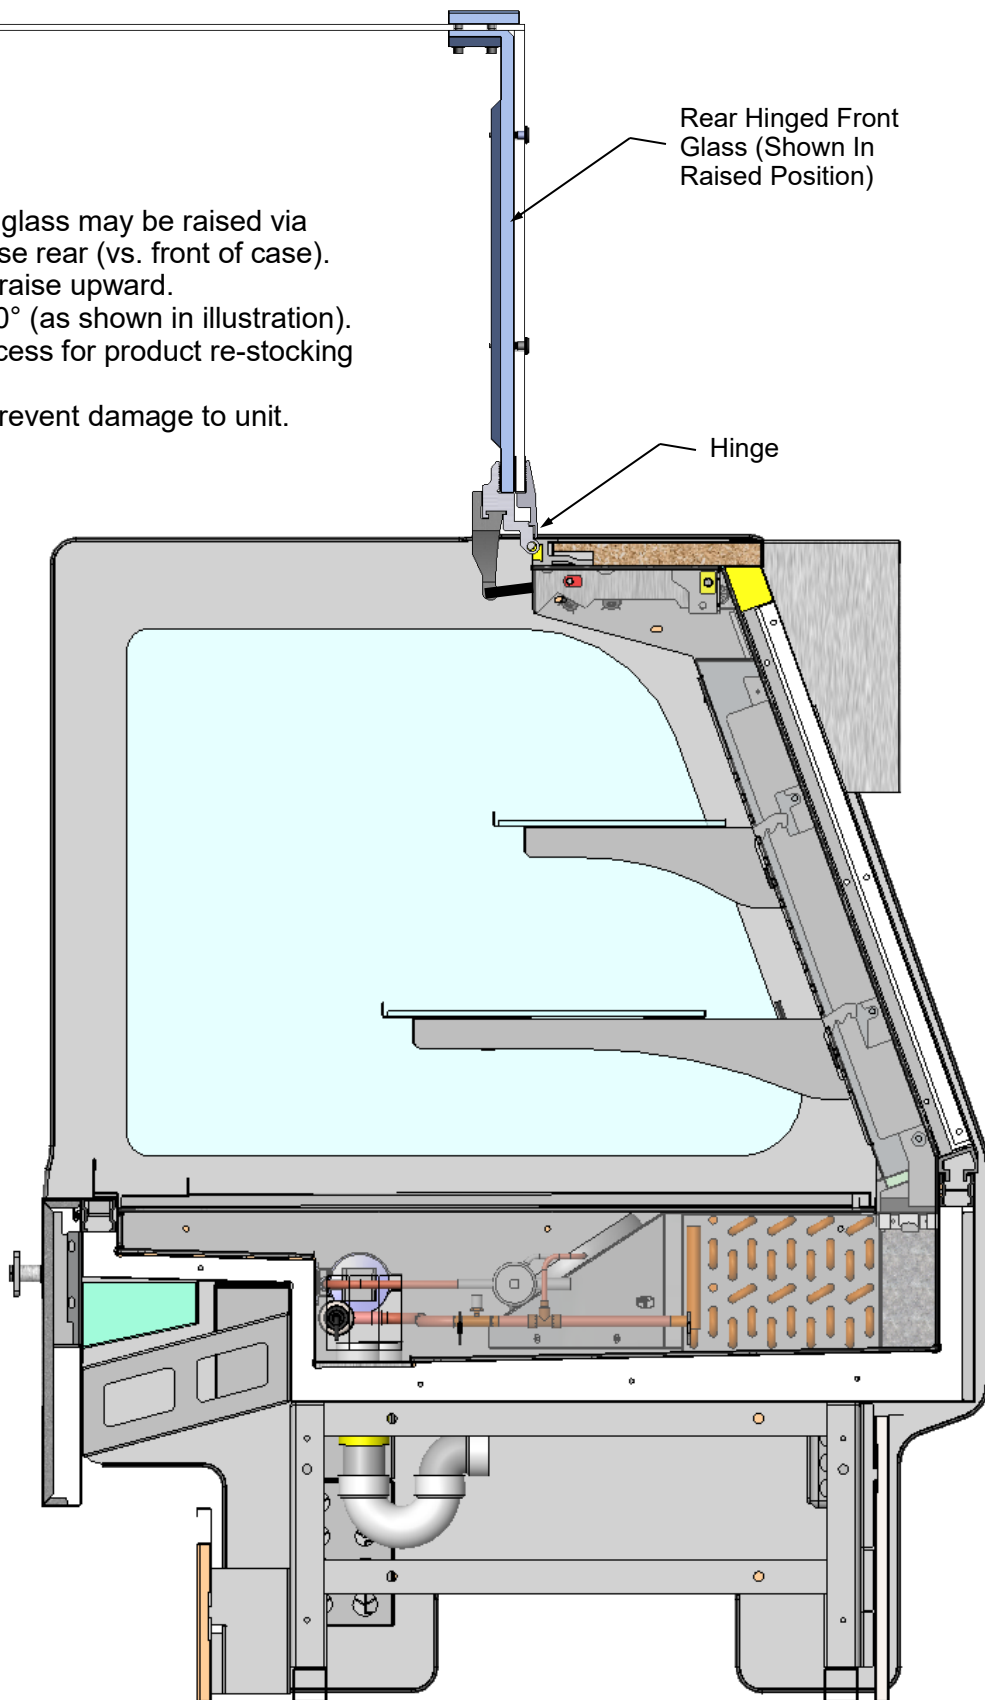 Rear Hinged Front
Glass (Shown In
Raised Position)
glass may be raised via
se rear (vs. front of case).
raise upward.
0° (as shown in illustration).
cess for product re-stocking
revent damage to unit.
Hinge